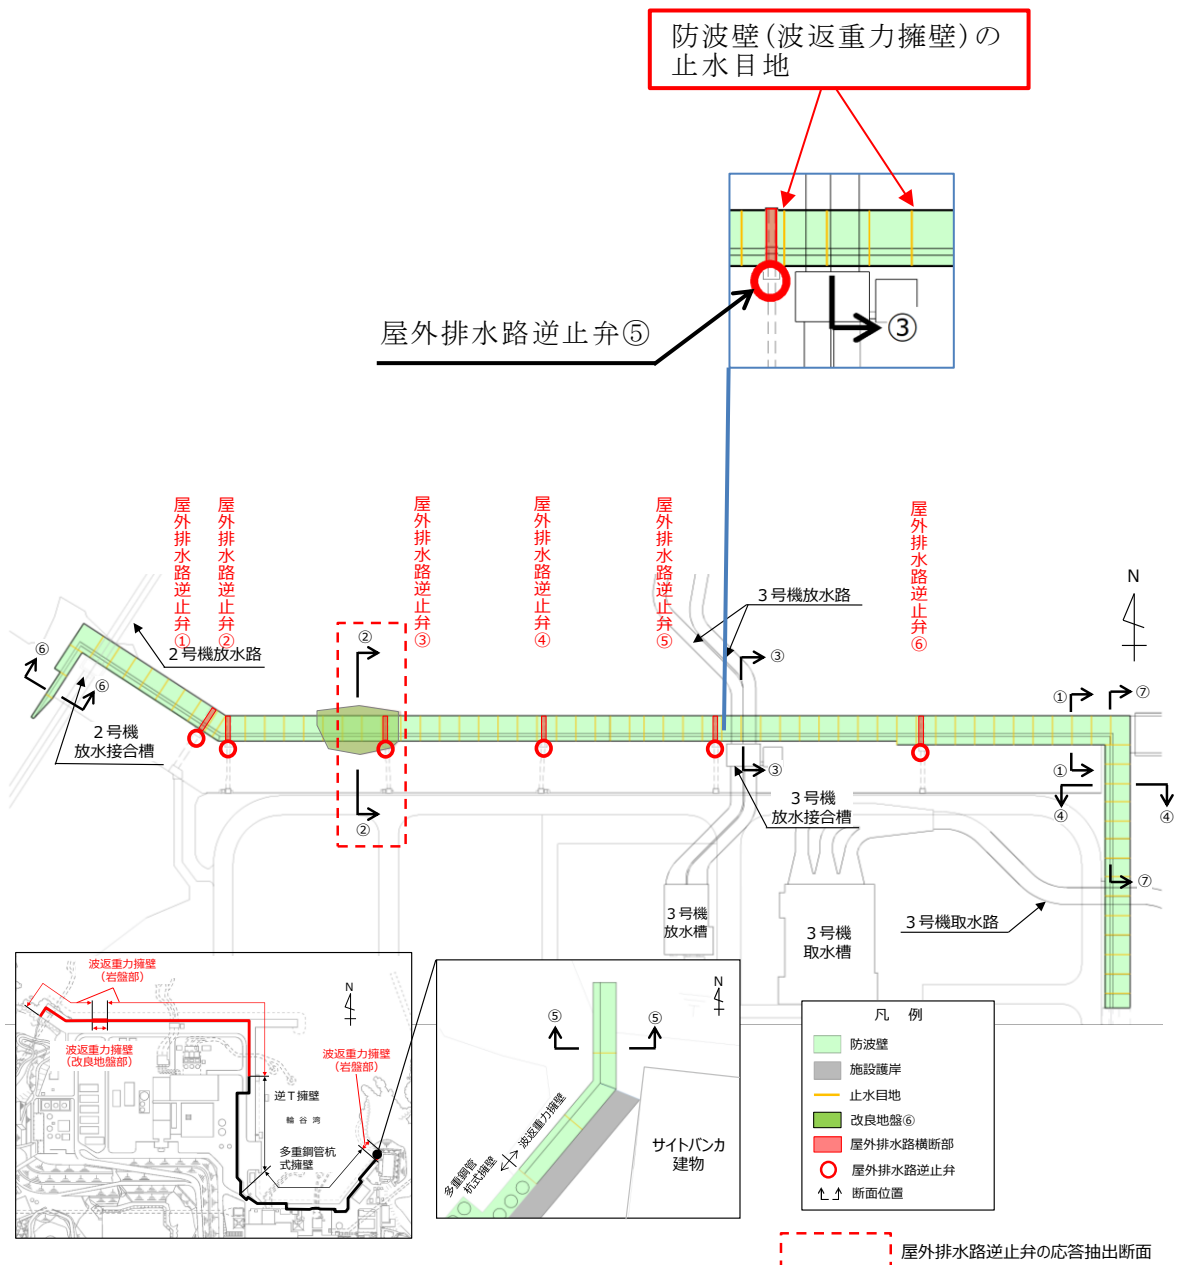 防波壁(波返重力擁壁)の
止水目地
屋外排水路逆止弁⑤
③
屋外排水路逆止弁①
屋外排水路逆止弁②
屋外排水路逆止弁③
屋外排水路逆止弁④
屋外排水路逆止弁⑤
屋外排水路逆止弁⑥
3号機放水路
N
2号機放水路
⑥
⑥
②
③
①
⑦
2号機
放水接合槽
②
③
①
④
④
3号機
放水接合槽
⑦
3号機
放水槽
3号機
取水槽
3号機取水路
波返重力擁壁
(岩盤部)
N
波返重力擁壁
(改良地盤部)
波返重力擁壁
(岩盤部)
逆T擁壁
輪谷湾
多重鋼管杭
式擁壁
N
⑤
⑤
波返重力擁壁
多重鋼管
杭式擁壁
サイトバンカ
建物
凡 例
防波壁
施設護岸
止水目地
改良地盤⑥
屋外排水路横断部
屋外排水路逆止弁
断面位置
屋外排水路逆止弁の応答抽出断面